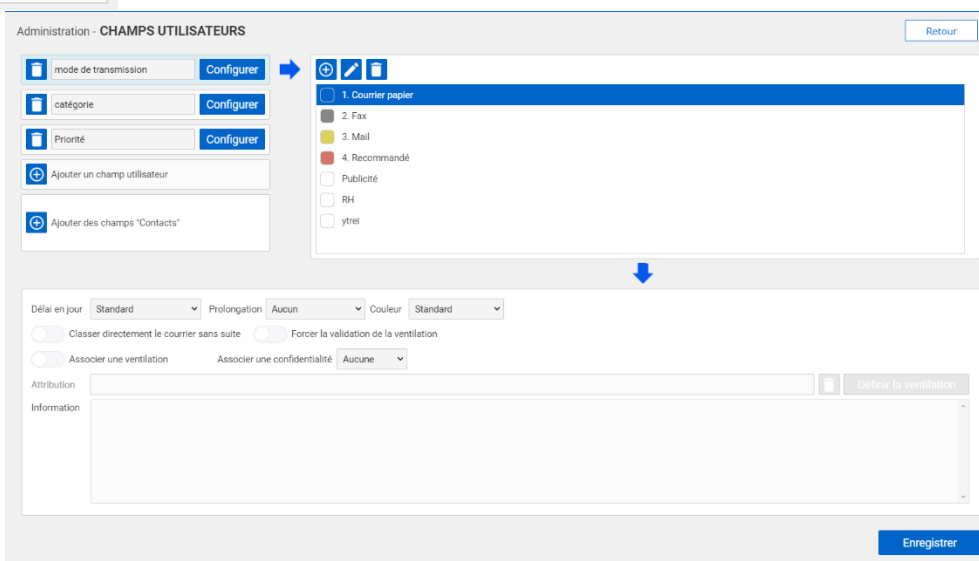 Administration - CHAMPS UTILISATEURS
Retour
mode de transmission Configurer
catégorie Configurer
Priorité Configurer
Ajouter un champ utilisateur
Ajouter des champs "Contacts"
1. Courrier papier
2. Fax
3. Mail
4. Recommandé
Publicité
RH
ytrei
Délai en jour Standard Prolongation Aucun Couleur Standard
Classer directement le courrier sans suite Forcer la validation de la ventilation
Associer une ventilation Associer une confidentialité Aucune
Attribution Définir la ventilation
Information
Enregistrer